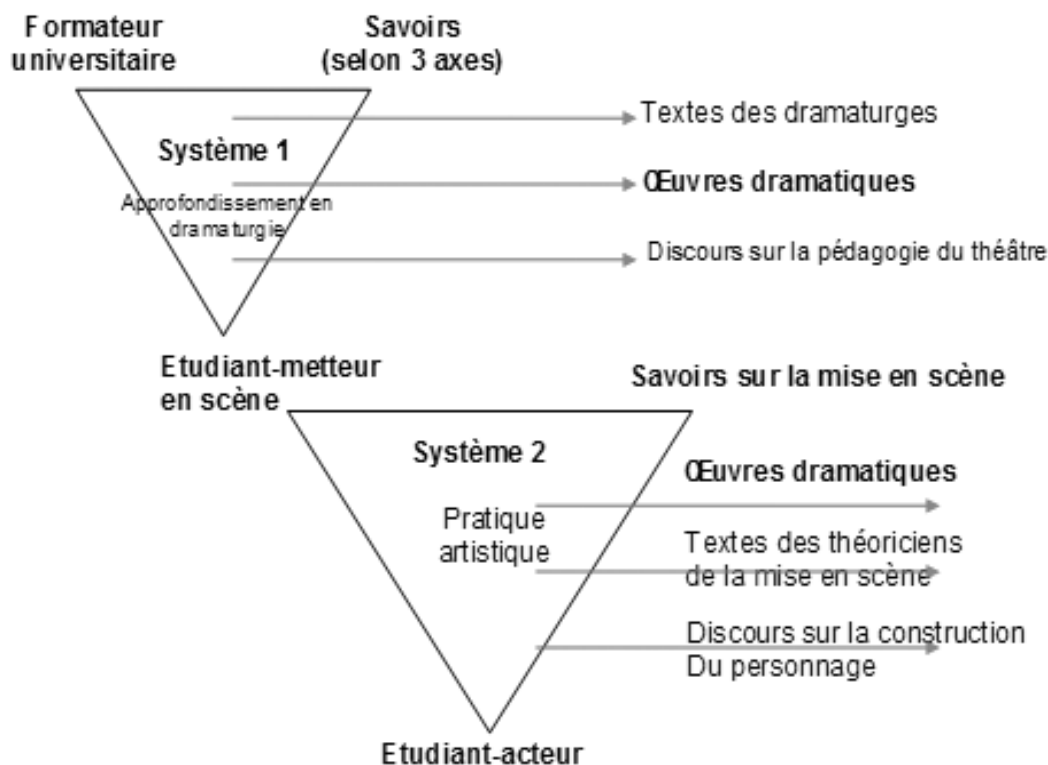 Formateur
universitaire
Savoirs
(selon 3 axes)
Système 1
Approfondissement en
dramaturgie
Textes des dramaturges
Œuvres dramatiques
Discours sur la pédagogie du théâtre
Etudiant-metteur
en scène
Savoirs sur la mise en scène
Système 2
Pratique
artistique
Œuvres dramatiques
Textes des théoriciens
de la mise en scène
Discours sur la construction
Du personnage
Etudiant-acteur